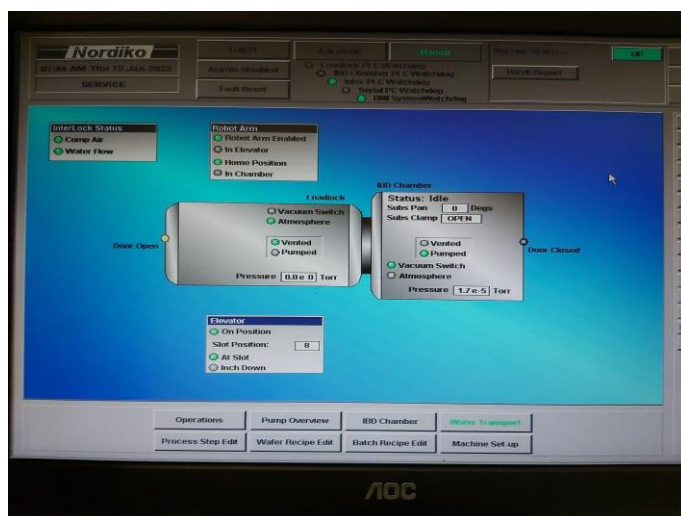 Nordiko
07:44 AM Thu 13 Jan 2022
SERVICE
Alarms Disabled
Fault Reset
Manual
Loadlock PLC Watchdog
IBD Chamber PLC Watchdog
Inter-PLC Watchdog
Serial PC Watchdog
HMI SystemWatchdog
Batch Report
UP
InterLock Status
Comp Air
Water Flow
Robot Arm
Robot Arm Enabled
In Elevator
Home Position
In Chamber
Loadlock
Vacuum Switch
Atmosphere
Vented
Pumped
Pressure 0.0e 0 Torr
Door Open
IBD Chamber
Status: Idle
Subs Pan 0 Degs
Subs Clamp OPEN
Vented
Pumped
Vacuum Switch
Atmosphere
Pressure 1.7e-5 Torr
Door Closed
Elevator
On Position
Slot Position: 8
At Slot
Inch Down
Operations
Pump Overview
IBD Chamber
Wafer Transport
Process Step Edit
Wafer Recipe Edit
Batch Recipe Edit
Machine Set-up
AOC